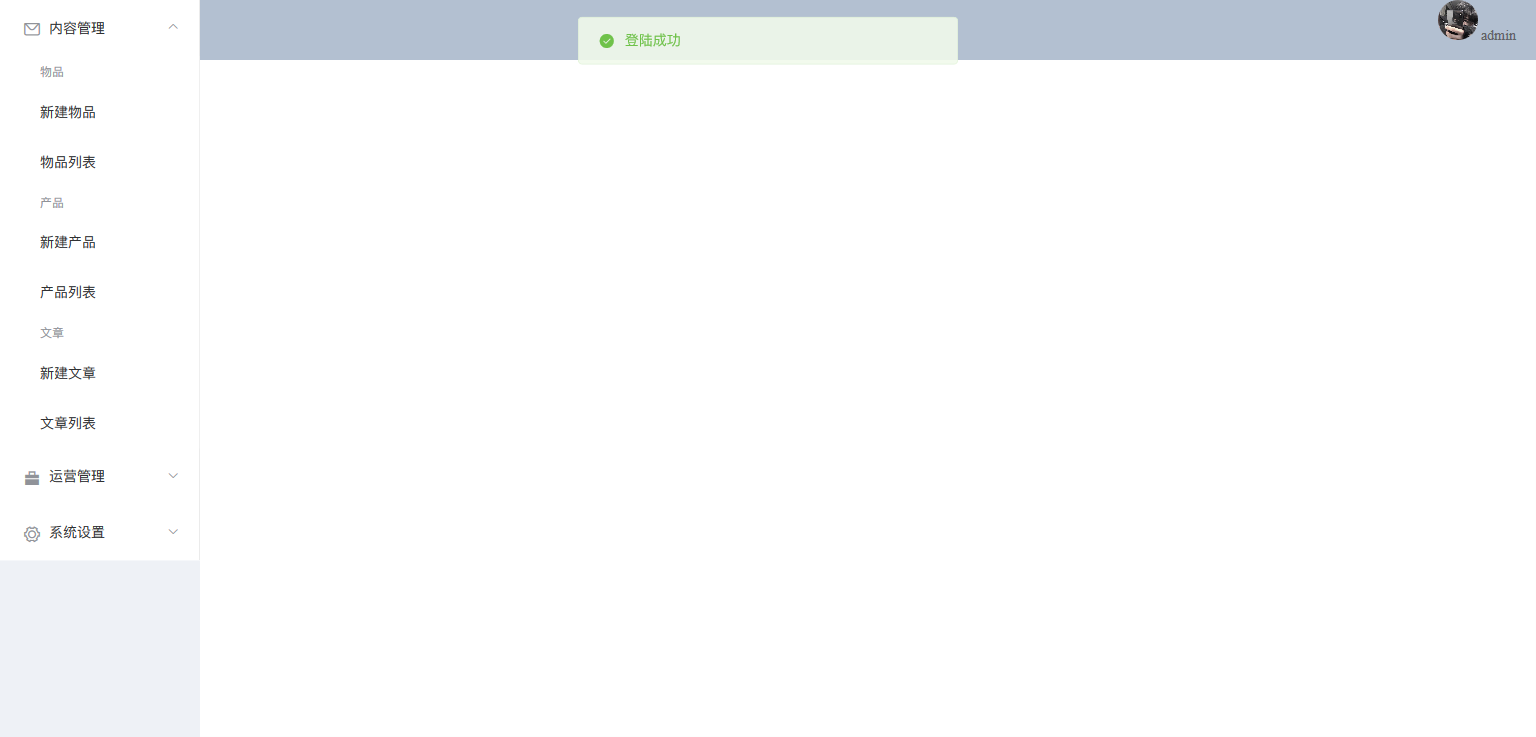 内容管理
物品
新建物品
物品列表
产品
新建产品
产品列表
文章
新建文章
文章列表
运营管理
系统设置
登陆成功
admin